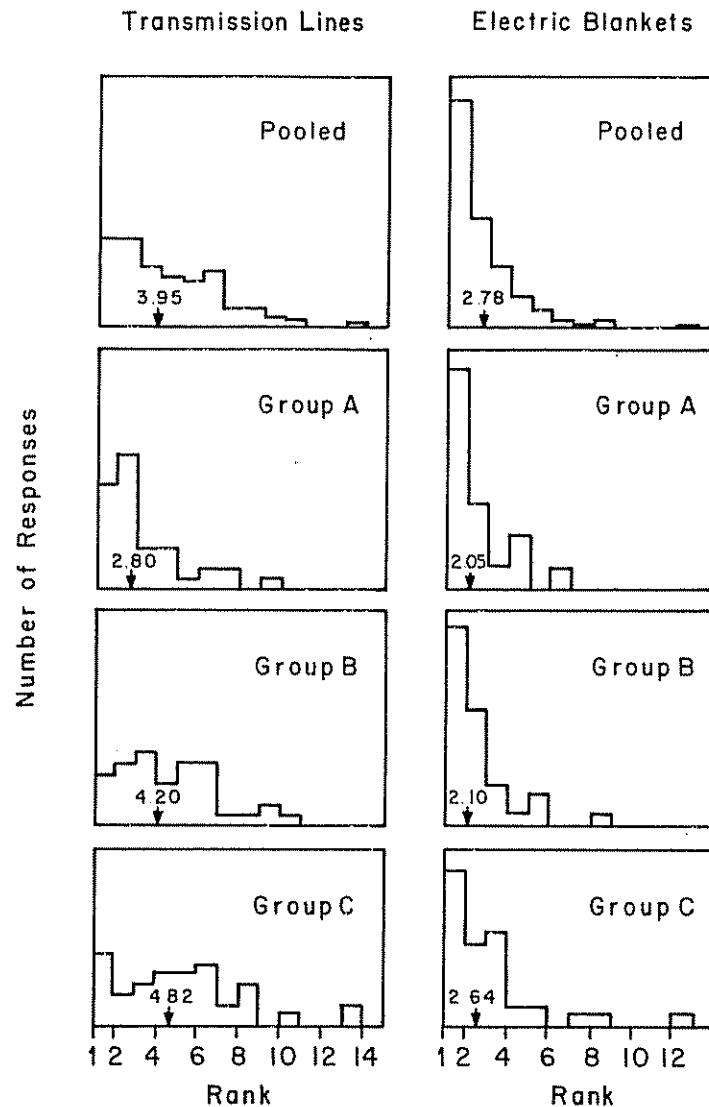 Transmission Lines
Electric Blankets
Number of Responses
Pooled
3.95
Pooled
2.78
Group A
2.80
Group A
2.05
Group B
4.20
Group B
2.10
Group C
4.82
Group C
2 64
1 2 4 6 8 10 12 14
Rank
1 2 4 6 8 10 12
Rank